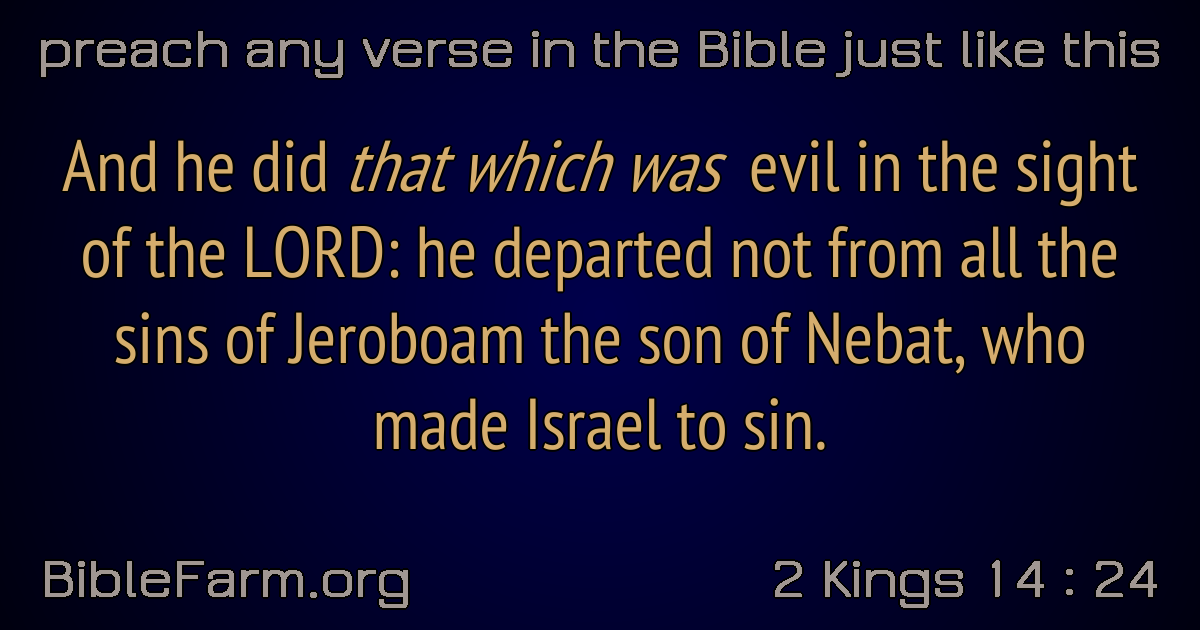 preach any verse in the Bible just like this
And he did that which was evil in the sight
of the LORD: he departed not from all the
sins of Jeroboam the son of Nebat, who
made Israel to sin.
BibleFarm.org
2 Kings 14 : 24